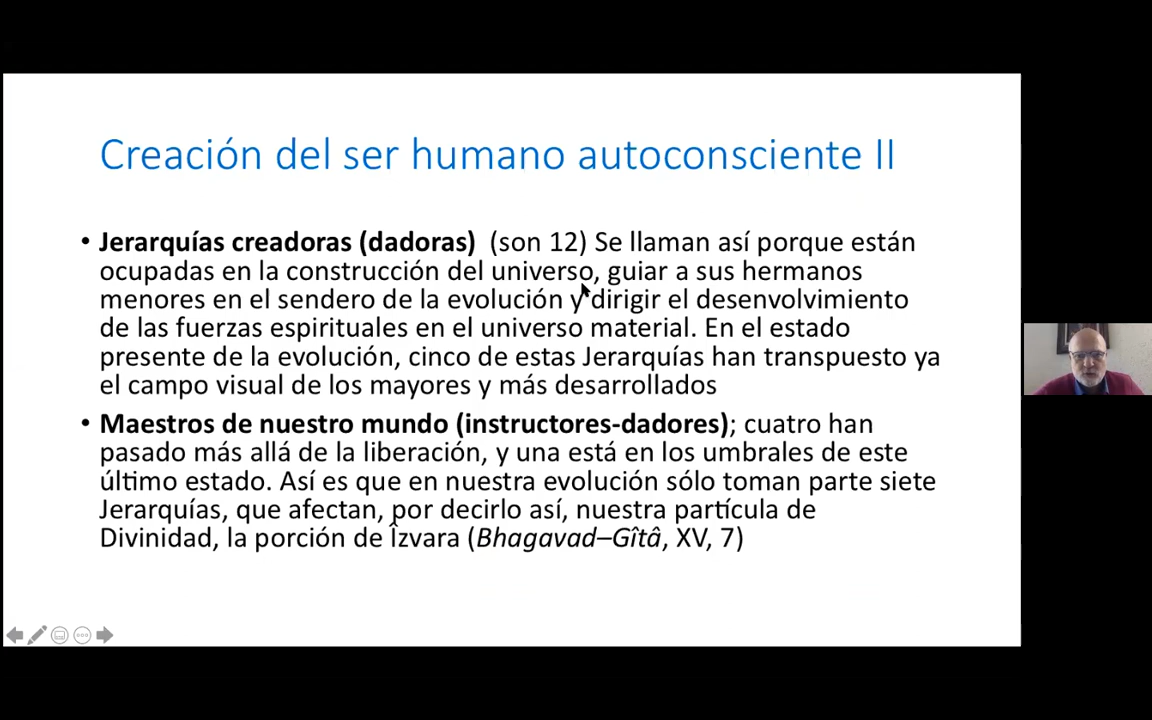 Creación del ser humano autoconsciente II
• Jerarquías creadoras (dadoras) (son 12) Se llaman así porque están
ocupadas en la construcción del universo, guiar a sus hermanos
menores en el sendero de la evolución y dirigir el desenvolvimiento
de las fuerzas espirituales en el universo material. En el estado
presente de la evolución, cinco de estas Jerarquías han transpuesto ya
el campo visual de los mayores y más desarrollados
• Maestros de nuestro mundo (instructores-dadores); cuatro han
pasado más allá de la liberación, y una está en los umbrales de este
último estado. Así es que en nuestra evolución sólo toman parte siete
Jerarquías, que afectan, por decirlo así, nuestra partícula de
Divinidad, la porción de Îzvara (Bhagavad–Gîtâ, XV, 7)